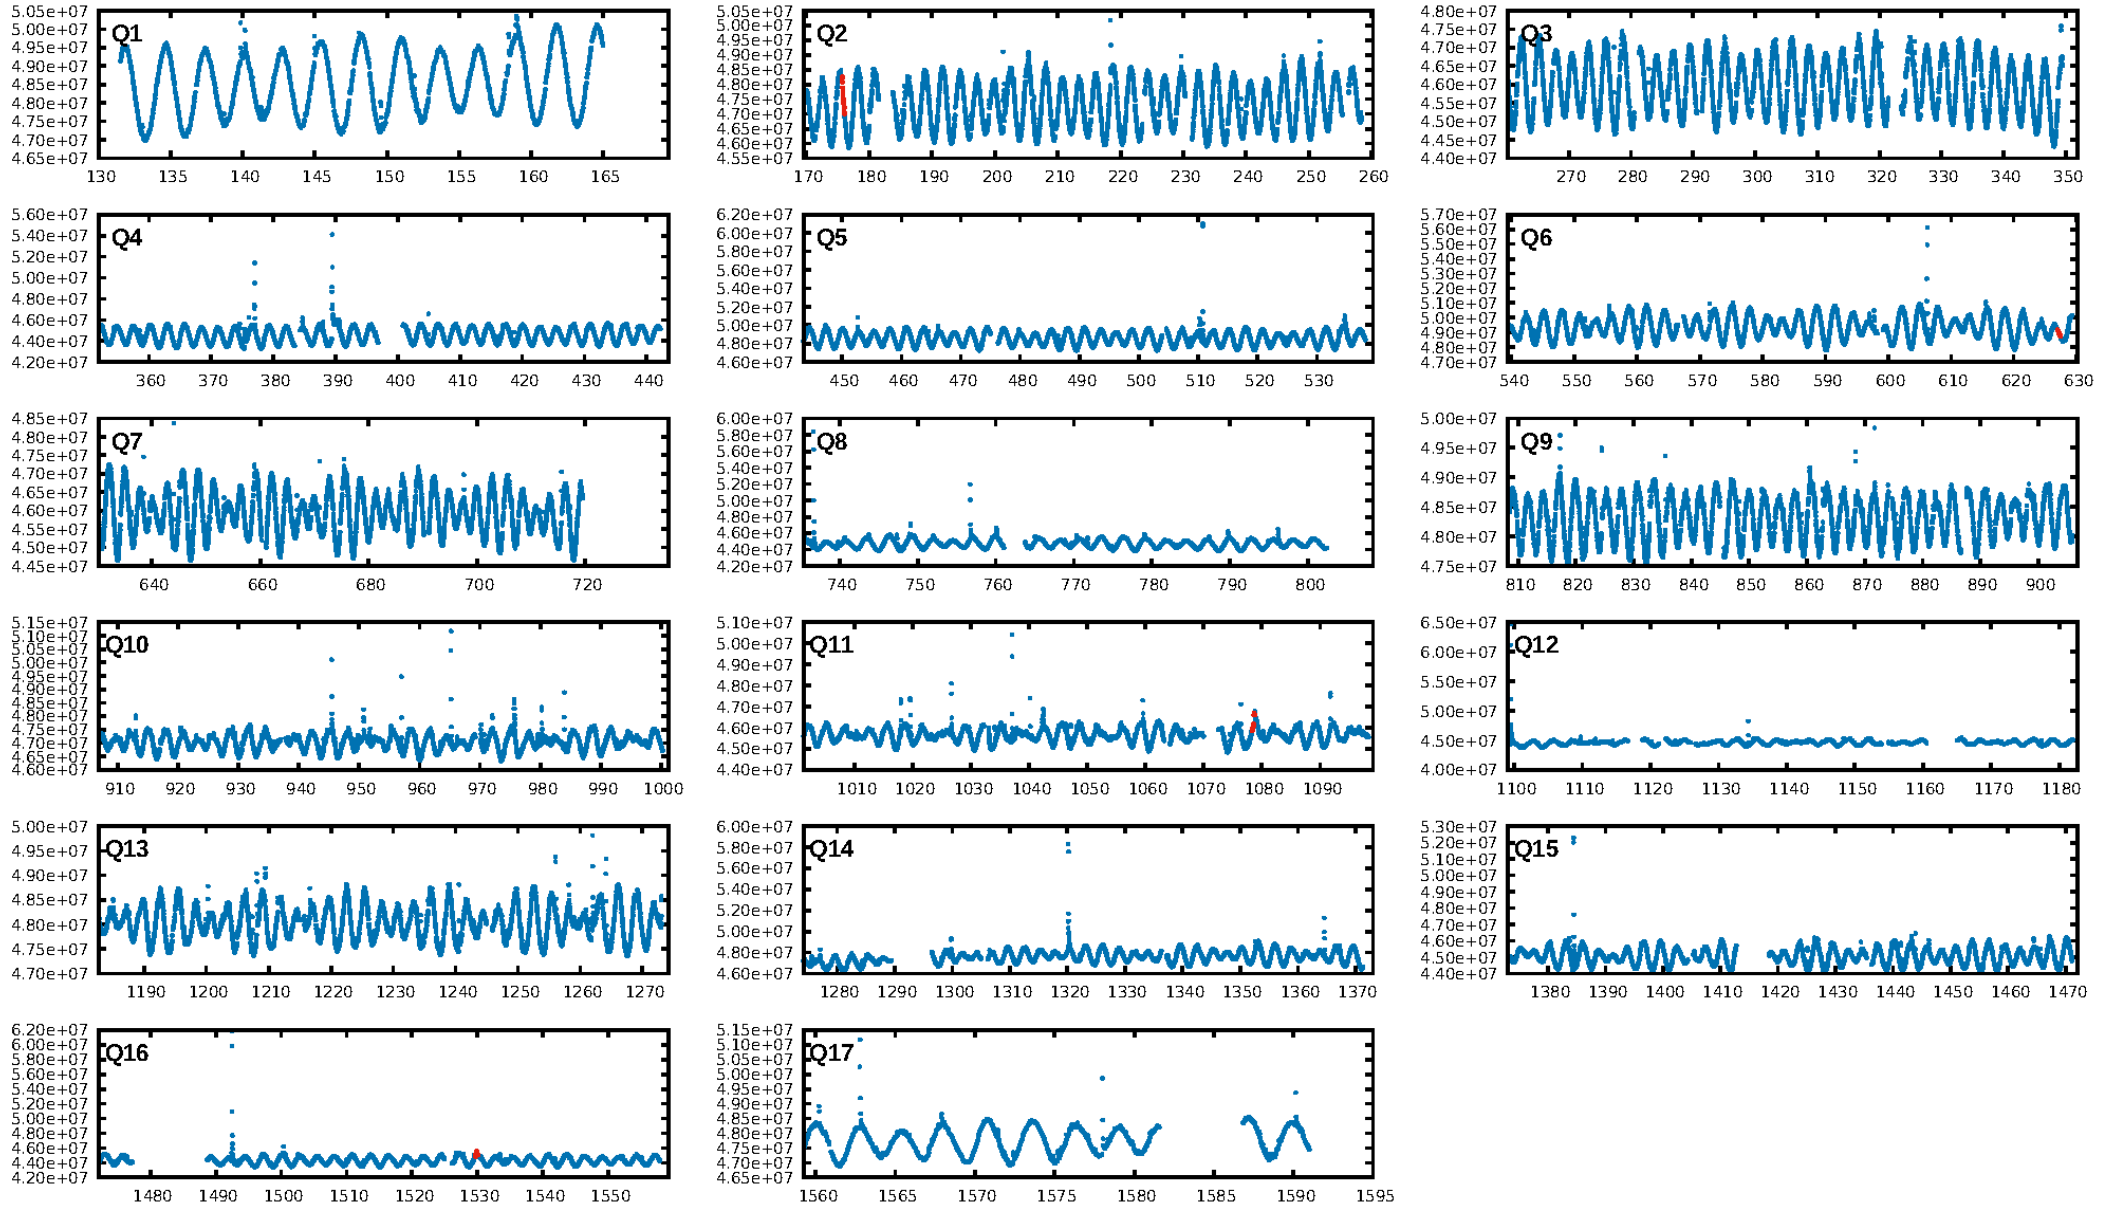 5.05e+07
5.00e+07
4.95e+07
4.90e+07
4.85e+07
4.80e+07
4.75e+07
4.70e+07
4.65e+07
Q1
130 135 140 145 150 155 160 165
5.05e+07
5.00e+07
4.95e+07
4.90e+07
4.85e+07
4.80e+07
4.75e+07
4.70e+07
4.65e+07
4.60e+07
4.55e+07
Q2
170 180 190 200 210 220 230 240 250 260
4.80e+07
4.75e+07
4.70e+07
4.65e+07
4.60e+07
4.55e+07
4.50e+07
4.45e+07
4.40e+07
Q3
270 280 290 300 310 320 330 340 350
5.60e+07
5.40e+07
5.20e+07
5.00e+07
4.80e+07
4.60e+07
4.40e+07
4.20e+07
Q4
360 370 380 390 400 410 420 430 440
6.20e+07
6.00e+07
5.80e+07
5.60e+07
5.40e+07
5.20e+07
5.00e+07
4.80e+07
4.60e+07
Q5
450 460 470 480 490 500 510 520 530
5.70e+07
5.60e+07
5.50e+07
5.40e+07
5.30e+07
5.20e+07
5.10e+07
5.00e+07
4.90e+07
4.80e+07
4.70e+07
Q6
540 550 560 570 580 590 600 610 620 630
4.85e+07
4.80e+07
4.75e+07
4.70e+07
4.65e+07
4.60e+07
4.55e+07
4.50e+07
4.45e+07
Q7
640 660 680 700 720
6.00e+07
5.80e+07
5.60e+07
5.40e+07
5.20e+07
5.00e+07
4.80e+07
4.60e+07
4.40e+07
4.20e+07
Q8
740 750 760 770 780 790 800
5.00e+07
4.95e+07
4.90e+07
4.85e+07
4.80e+07
4.75e+07
Q9
810 820 830 840 850 860 870 880 890 900
5.15e+07
5.10e+07
5.05e+07
5.00e+07
4.95e+07
4.90e+07
4.85e+07
4.80e+07
4.75e+07
4.70e+07
4.65e+07
4.60e+07
Q10
910 920 930 940 950 960 970 980 990 1000
5.10e+07
5.00e+07
4.90e+07
4.80e+07
4.70e+07
4.60e+07
4.50e+07
4.40e+07
Q11
1010 1020 1030 1040 1050 1060 1070 1080 1090
6.50e+07
6.00e+07
5.50e+07
5.00e+07
4.50e+07
4.00e+07
Q12
1100 1110 1120 1130 1140 1150 1160 1170 1180
5.00e+07
4.95e+07
4.90e+07
4.85e+07
4.80e+07
4.75e+07
4.70e+07
Q13
1190 1200 1210 1220 1230 1240 1250 1260 1270
6.00e+07
5.80e+07
5.60e+07
5.40e+07
5.20e+07
5.00e+07
4.80e+07
4.60e+07
Q14
1280 1290 1300 1310 1320 1330 1340 1350 1360 1370
5.30e+07
5.20e+07
5.10e+07
5.00e+07
4.90e+07
4.80e+07
4.70e+07
4.60e+07
4.50e+07
4.40e+07
Q15
1380 1390 1400 1410 1420 1430 1440 1450 1460 1470
6.20e+07
6.00e+07
5.80e+07
5.60e+07
5.40e+07
5.20e+07
5.00e+07
4.80e+07
4.60e+07
4.40e+07
4.20e+07
Q16
1480 1490 1500 1510 1520 1530 1540 1550
5.15e+07
5.10e+07
5.05e+07
5.00e+07
4.95e+07
4.90e+07
4.85e+07
4.80e+07
4.75e+07
4.70e+07
4.65e+07
Q17
1560 1565 1570 1575 1580 1585 1590 1595